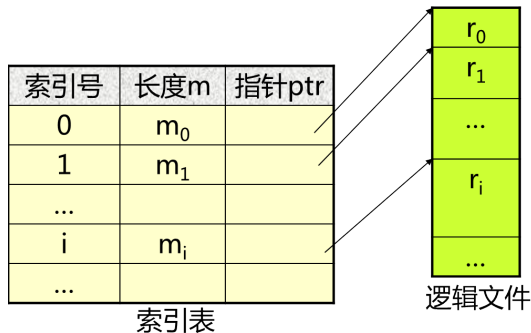 索引号 长度m 指针ptr
0 m₀
1 m₁
...
i mᵢ
...
索引表
r₀
r₁
...
rᵢ
...
逻辑文件